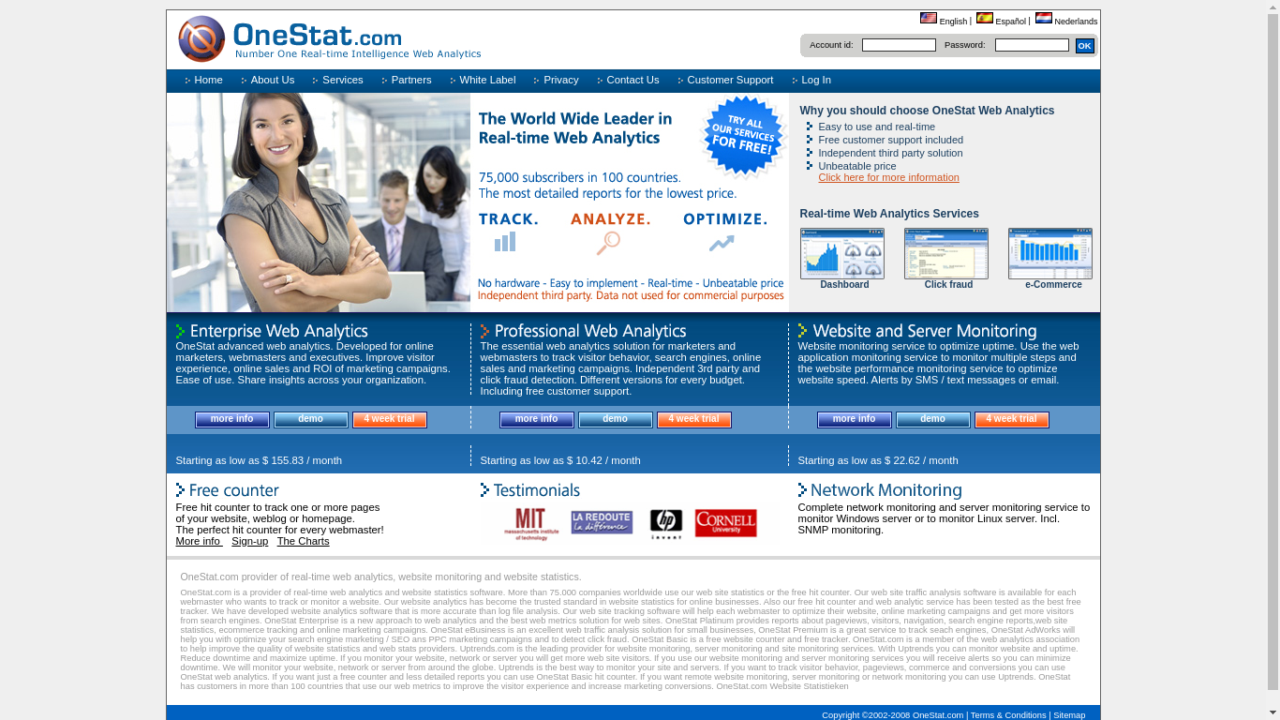 OneStat.com
Number One Real-time Intelligence Web Analytics
English | Español | Nederlands
Account id: Password: OK
Home About Us Services Partners White Label Privacy Contact Us Customer Support Log In
The World Wide Leader in
Real-time Web Analytics
TRY ALL
OUR SERVICES
FOR FREE!
75,000 subscribers in 100 countries.
The most detailed reports for the lowest price.
TRACK. ANALYZE. OPTIMIZE.
No hardware - Easy to implement - Real-time - Unbeatable price
Independent third party. Data not used for commercial purposes
Why you should choose OneStat Web Analytics
Easy to use and real-time
Free customer support included
Independent third party solution
Unbeatable price
Click here for more information
Real-time Web Analytics Services
Dashboard Click fraud e-Commerce
Enterprise Web Analytics
OneStat advanced web analytics. Developed for online
marketers, webmasters and executives. Improve visitor
experience, online sales and ROI of marketing campaigns.
Ease of use. Share insights across your organization.
more info demo 4 week trial
Starting as low as $ 155.83 / month
Professional Web Analytics
The essential web analytics solution for marketers and
webmasters to track visitor behavior, search engines, online
sales and marketing campaigns. Independent 3rd party and
click fraud detection. Different versions for every budget.
Including free customer support.
more info demo 4 week trial
Starting as low as $ 10.42 / month
Website and Server Monitoring
Website monitoring service to optimize uptime. Use the web
application monitoring service to monitor multiple steps and
the website performance monitoring service to optimize
website speed. Alerts by SMS / text messages or email.
more info demo 4 week trial
Starting as low as $ 22.62 / month
Free counter
Free hit counter to track one or more pages
of your website, weblog or homepage.
The perfect hit counter for every webmaster!
More info Sign-up The Charts
Testimonials
MIT
massachusetts institute
of technology
LA REDOUTE
la différence
hp
invent
CORNELL
University
Network Monitoring
Complete network monitoring and server monitoring service to
monitor Windows server or to monitor Linux server. Incl.
SNMP monitoring.
OneStat.com provider of real-time web analytics, website monitoring and website statistics.
OneStat.com is a provider of real-time web analytics and website statistics software. More than 75.000 companies worldwide use our web site statistics or the free hit counter. Our web site traffic analysis software is available for each
webmaster who wants to track or monitor a website. Our website analytics has become the trusted standard in website statistics for online businesses. Also our free hit counter and web analytic service has been tested as the best free
tracker. We have developed website analytics software that is more accurate than log file analysis. Our web site tracking software will help each webmaster to optimize their website, online marketing campaigns and get more visitors
from search engines. OneStat Enterprise is a new approach to web analytics and the best web metrics solution for web sites. OneStat Platinum provides reports about pageviews, visitors, navigation, search engine reports,web site
statistics, ecommerce tracking and online marketing campaigns. OneStat eBusiness is an excellent web traffic analysis solution for small businesses, OneStat Premium is a great service to track seach engines, OneStat AdWorks will
help you with optimize your search engine marketing / SEO ans PPC marketing campaigns and to detect click fraud. OneStat Basic is a free website counter and free tracker. OneStat.com is a member of the web analytics association
to help improve the quality of website statistics and web stats providers. Uptrends.com is the leading provider for website monitoring, server monitoring and site monitoring services. With Uptrends you can monitor website and uptime.
Reduce downtime and maximize uptime. If you monitor your website, network or server you will get more web site visitors. If you use our website monitoring and server monitoring services you will receive alerts so you can minimize
downtime. We will monitor your website, network or server from around the globe. Uptrends is the best way to monitor your site and servers. If you want to track visitor behavior, pageviews, commerce and conversions you can use
OneStat web analytics. If you want just a free counter and less detailed reports you can use OneStat Basic hit counter. If you want remote website monitoring, server monitoring or network monitoring you can use Uptrends. OneStat
has customers in more than 100 countries that use our web metrics to improve the visitor experience and increase marketing conversions. OneStat.com Website Statistieken
Copyright ©2002-2008 OneStat.com | Terms & Conditions | Sitemap